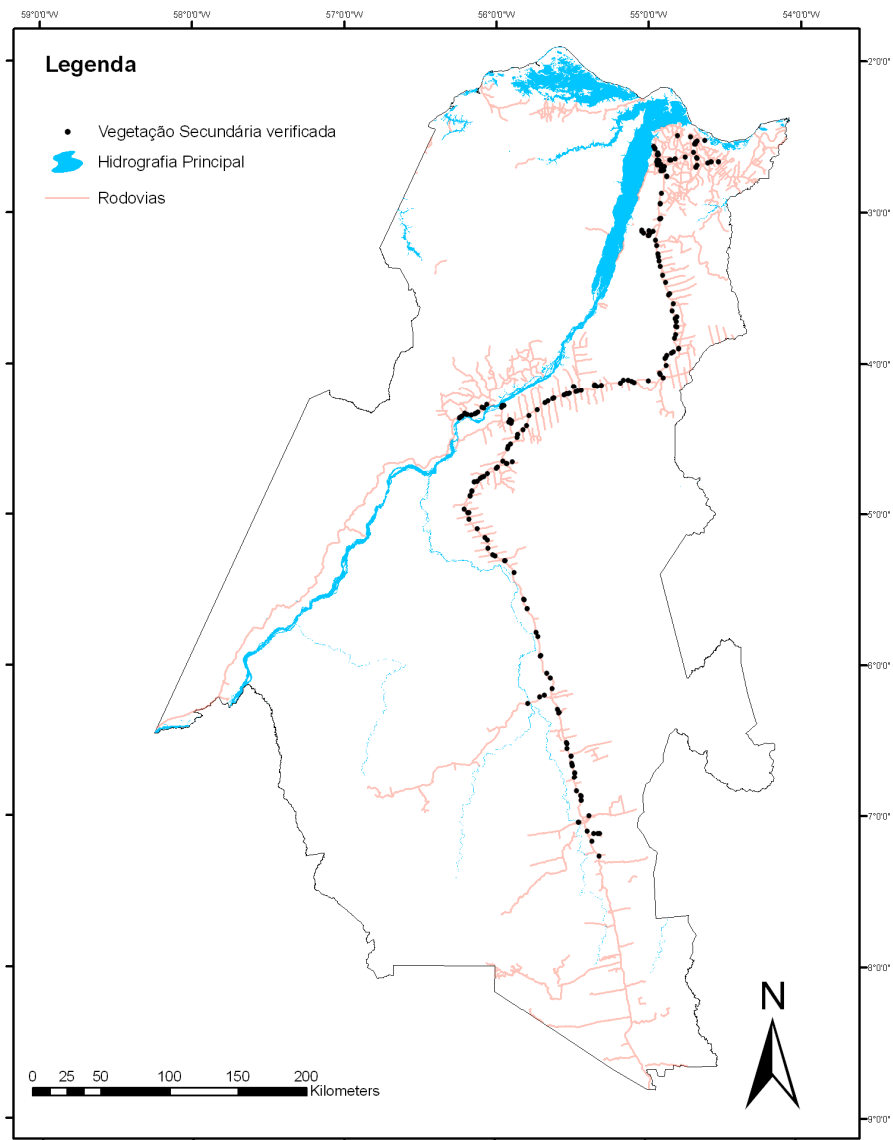 59°0'0"W 58°0'0"W 57°0'0"W 56°0'0"W 55°0'0"W 54°0'0"W
Legenda
Vegetação Secundária verificada
Hidrografia Principal
Rodovias
2°0'0"
3°0'0"
4°0'0"
5°0'0"
6°0'0"
7°0'0"
8°0'0"
9°0'0"
N
0 25 50 100 150 200
Kilometers